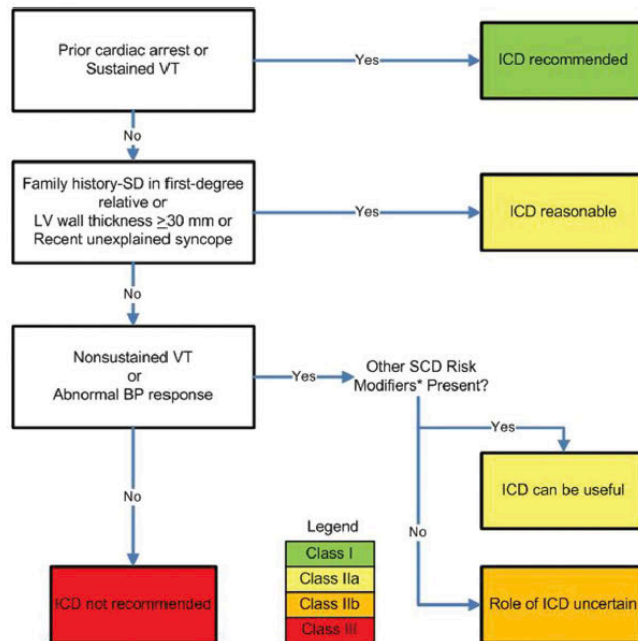 Prior cardiac arrest or
Sustained VT
Yes
ICD recommended
No
Family history-SD in first-degree
relative or
LV wall thickness ≥30 mm or
Recent unexplained syncope
Yes
ICD reasonable
No
Nonsustained VT
or
Abnormal BP response
Yes
Other SCD Risk
Modifiers* Present?
Yes
ICD can be useful
No
No
Legend
Class I
Class IIa
Class IIb
Class III
ICD not recommended
Role of ICD uncertain